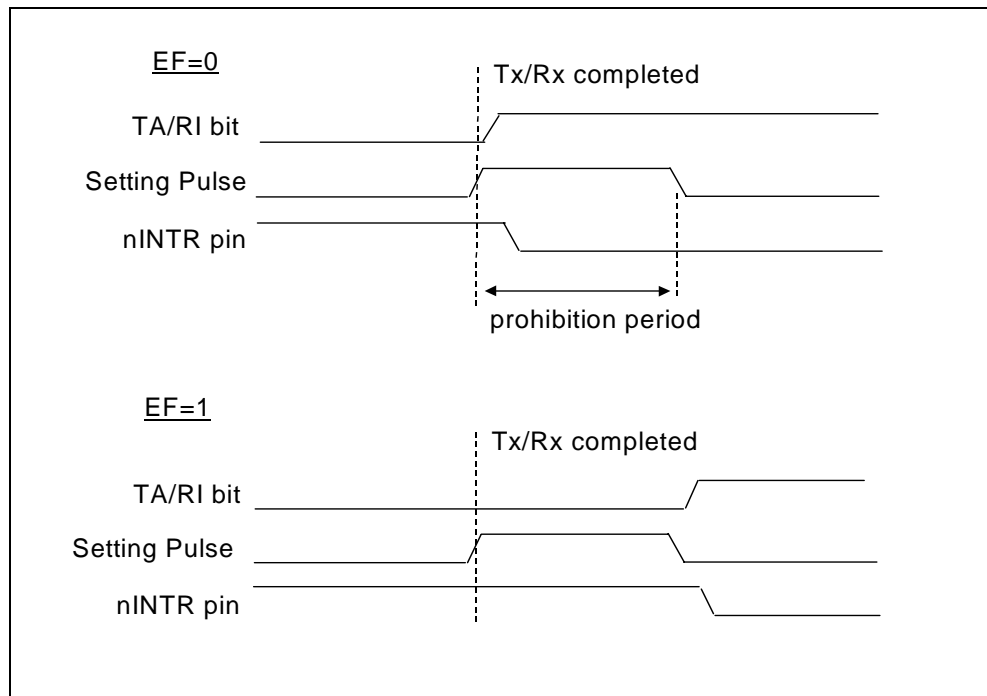 EF=0
Tx/Rx completed
TA/RI bit
Setting Pulse
nINTR pin
prohibition period
EF=1
Tx/Rx completed
TA/RI bit
Setting Pulse
nINTR pin